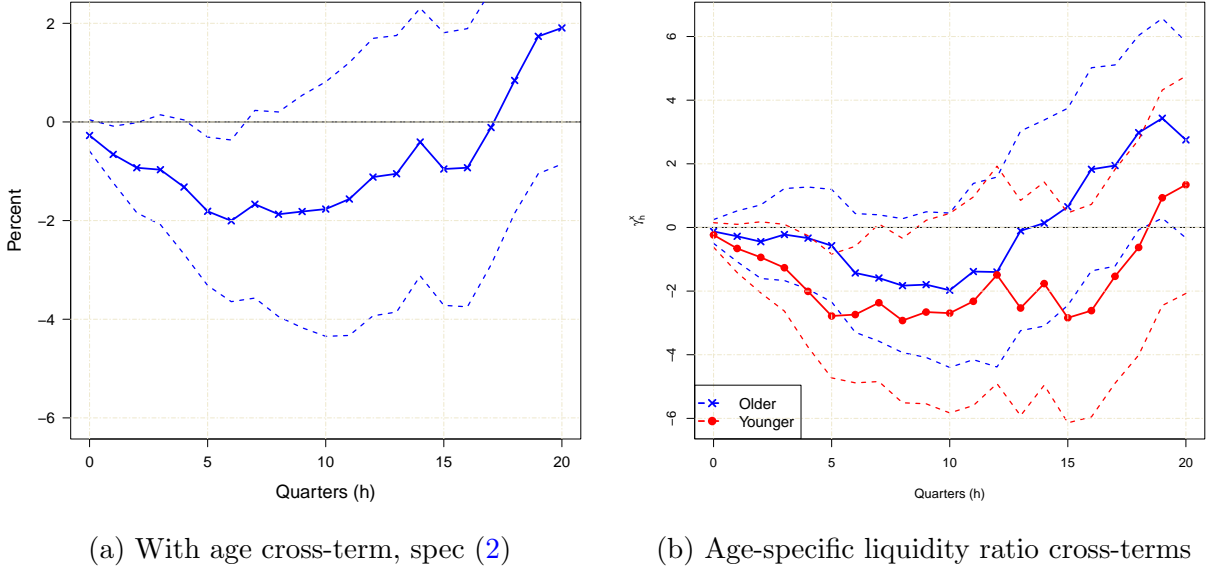 2
0
−2
−4
−6
Percent
0 5 10 15 20
Quarters (h)
6
4
2
0
−2
−4
−6
γₕˣ
Older
Younger
0 5 10 15 20
Quarters (h)
(a) With age cross-term, spec (2)
(b) Age-specific liquidity ratio cross-terms